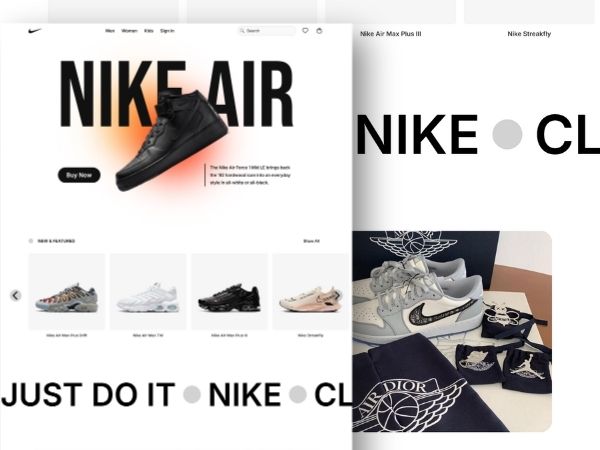 Men Women Kids Sign In
Search
NIKE AIR
Buy Now
The Nike Air Force 1 Mid LE brings back
the '80 hardwood icon into an everyday
style in all-white or all-black.
NEW & FEATURED
Show All
Nike Air Max Plus Drift
Nike Air Max TW
Nike Air Max Plus III
Nike Streakfly
JUST DO IT NIKE CL
Nike Air Max Plus III
Nike Streakfly
NIKE CL
AIR DIOR